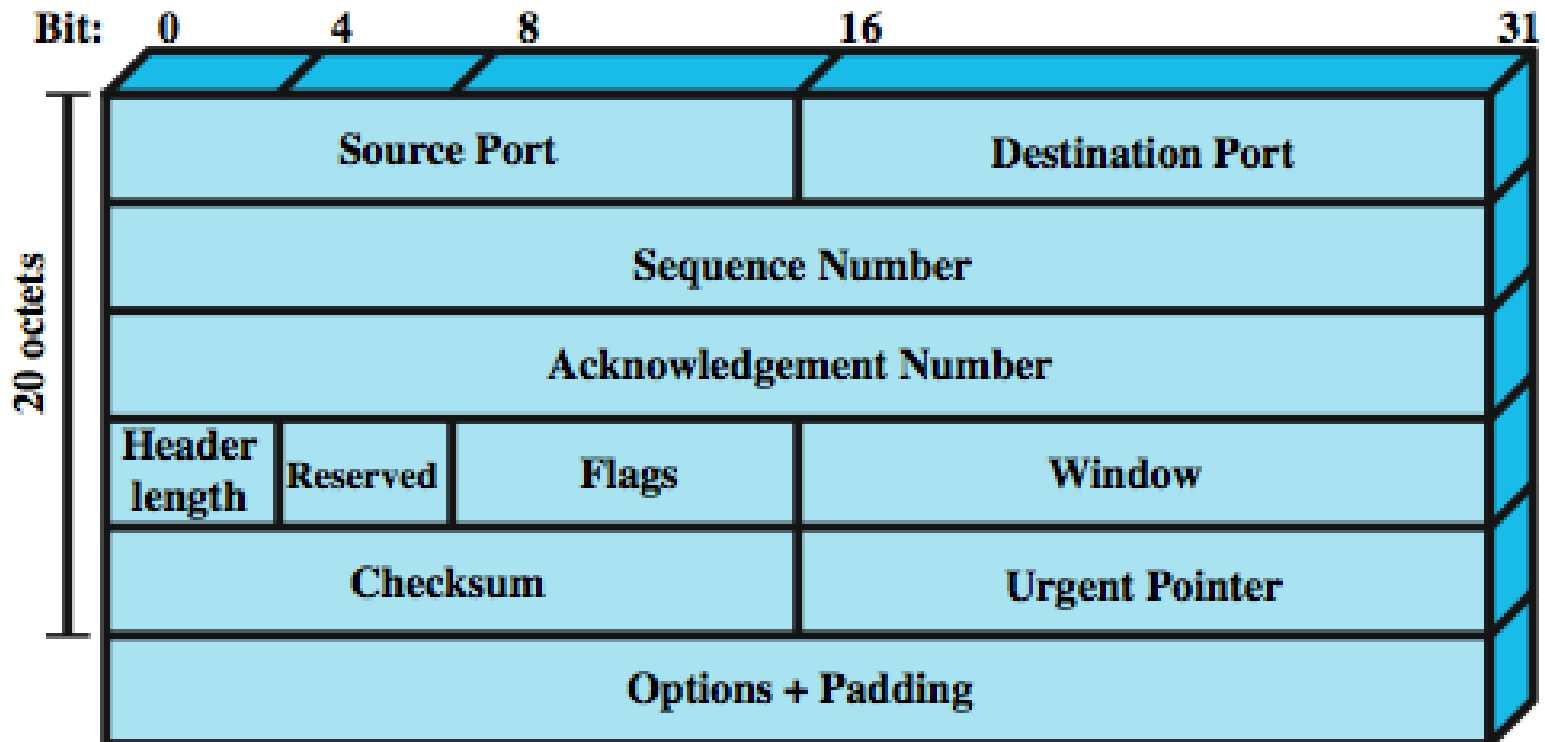 Bit: 0 4 8 16 31
Source Port
Destination Port
Sequence Number
20 octets
Acknowledgement Number
Header
length
Reserved
Flags
Window
Checksum
Urgent Pointer
Options + Padding